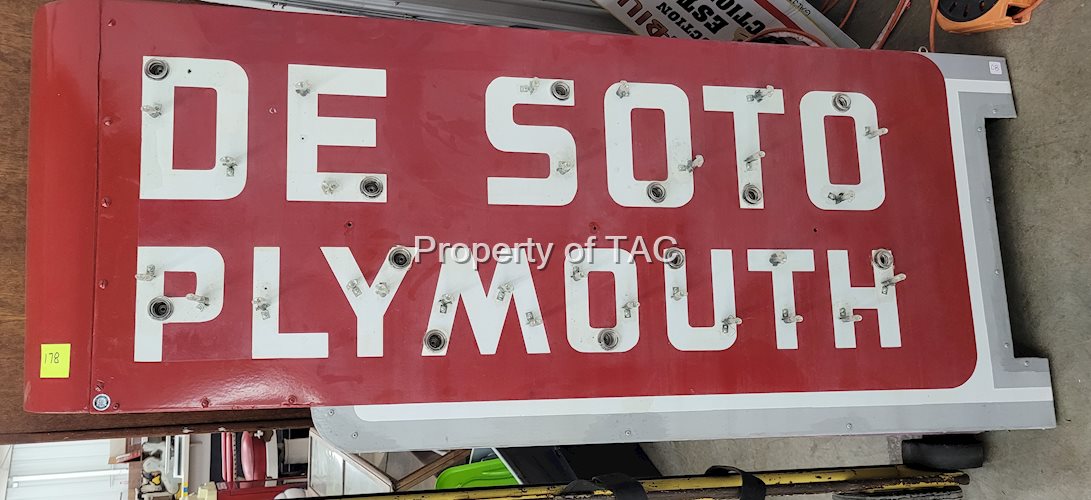 DE SOTO
PLYMOUTH
Property of TAC
178